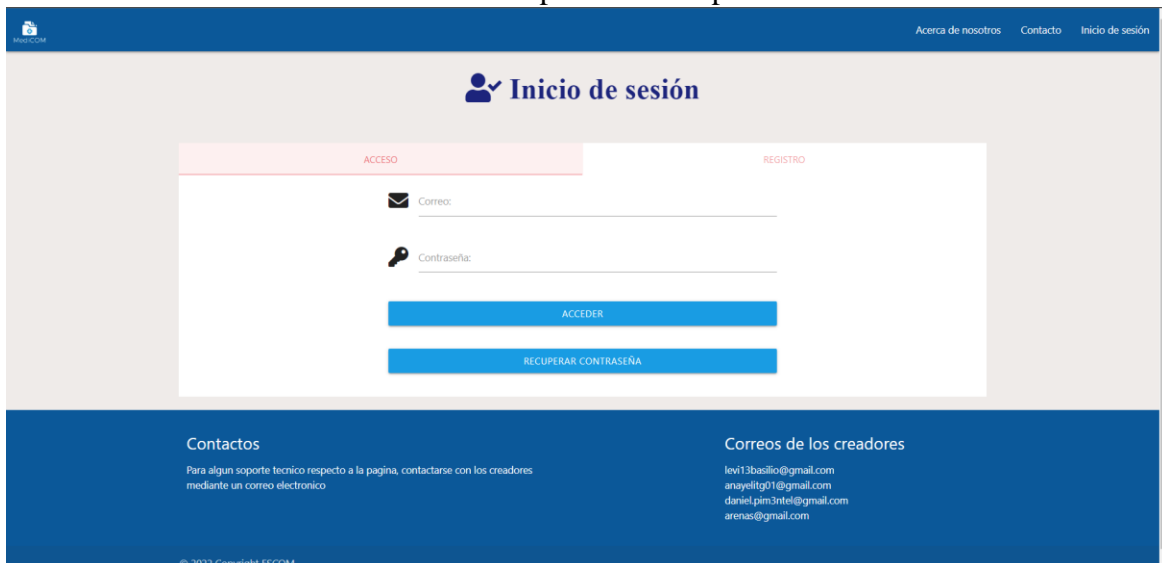 MediCOM
Acerca de nosotros Contacto Inicio de sesión
Inicio de sesión
ACCESO REGISTRO
Correo:
Contraseña:
ACCEDER
RECUPERAR CONTRASEÑA
Contactos
Para algun soporte tecnico respecto a la pagina, contactarse con los creadores
mediante un correo electronico
Correos de los creadores
levi13basilio@gmail.com
anayelitg01@gmail.com
daniel.pim3ntel@gmail.com
arenas@gmail.com
Copyright ESCOM